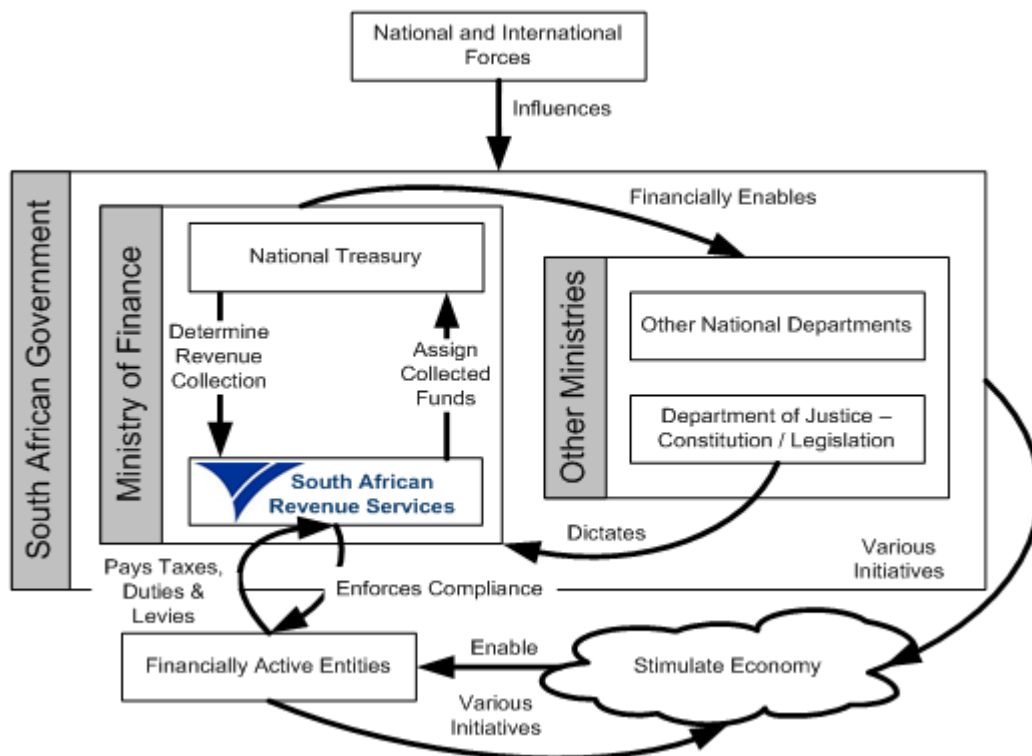 National and International
Forces
Influences
South African Government
Financially Enables
Ministry of Finance
National Treasury
Determine
Revenue
Collection
Assign
Collected
Funds
South African
Revenue Services
Other Ministries
Other National Departments
Department of Justice –
Constitution / Legislation
Dictates
Various
Initiatives
Pays Taxes,
Duties &
Levies
Enforces Compliance
Financially Active Entities
Enable
Stimulate Economy
Various
Initiatives